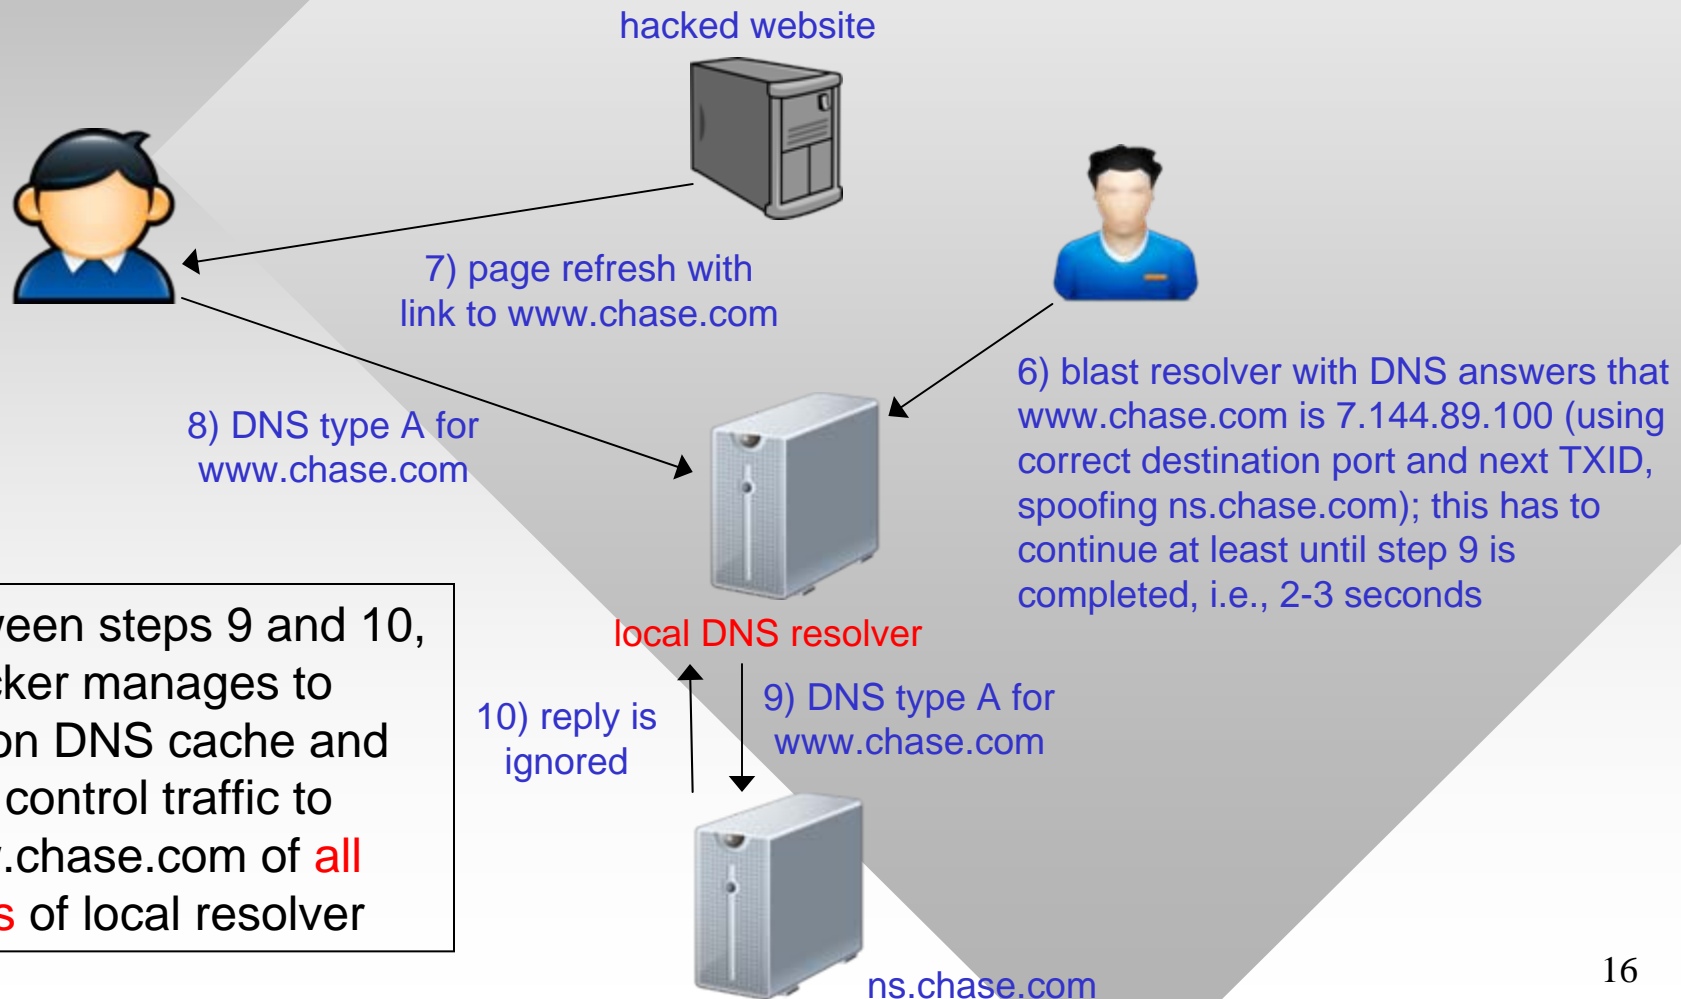 hacked website
7) page refresh with
link to www.chase.com
6) blast resolver with DNS answers that
www.chase.com is 7.144.89.100 (using
correct destination port and next TXID,
spoofing ns.chase.com); this has to
continue at least until step 9 is
completed, i.e., 2-3 seconds
8) DNS type A for
www.chase.com
steps 9 and 10,
manages to
DNS cache and
control traffic to
.chase.com of all
of local resolver
local DNS resolver
10) reply is
ignored
9) DNS type A for
www.chase.com
ns.chase.com
16